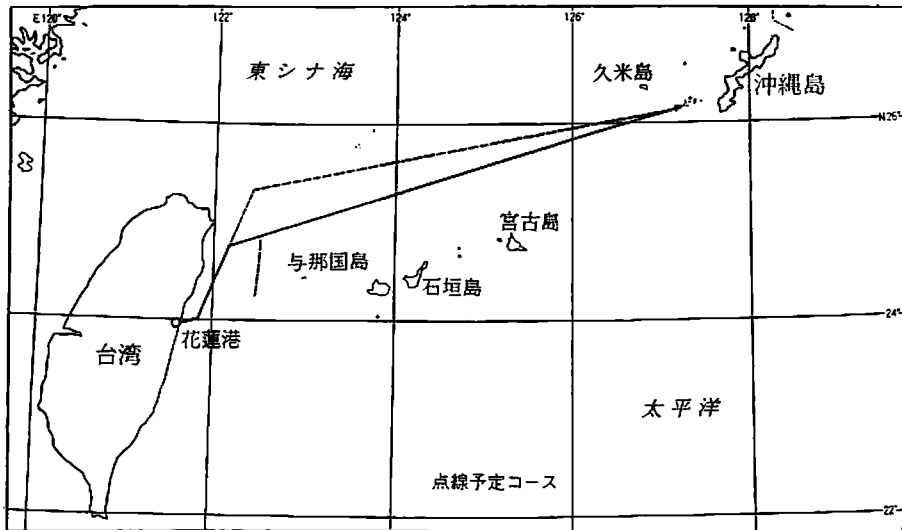 E120° 122° 124° 126° 128°
東シナ海
久米島
沖縄島
N26°
宮古島
与那国島
石垣島
24°
花蓮港
台湾
太平洋
点線予定コース
22°